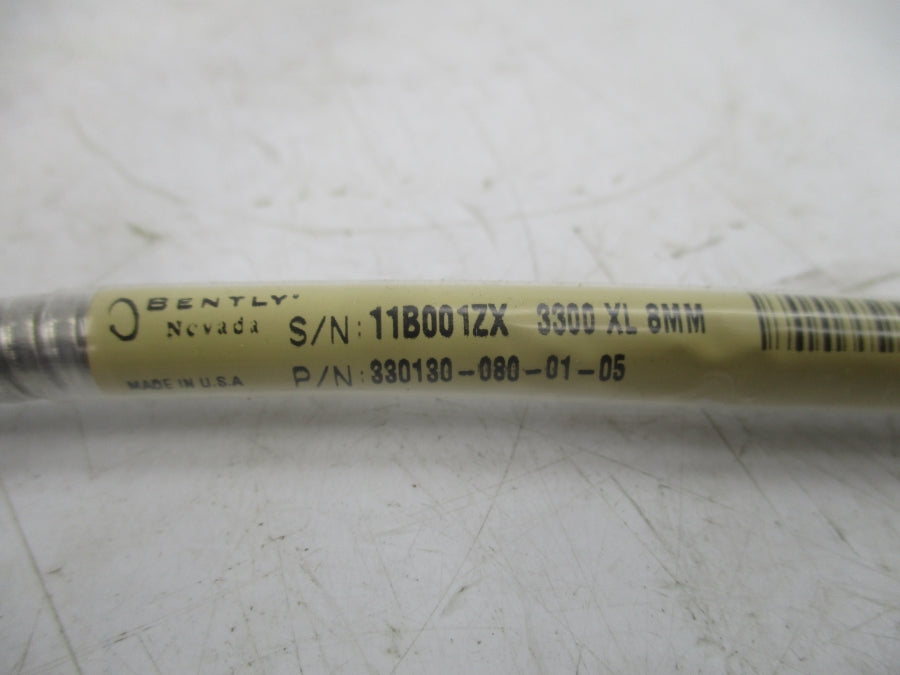 BENTLY
Nevada
S/N: 11B001ZX 3300 XL 8MM
MADE IN U.S.A
P/N: 330130-080-01-05